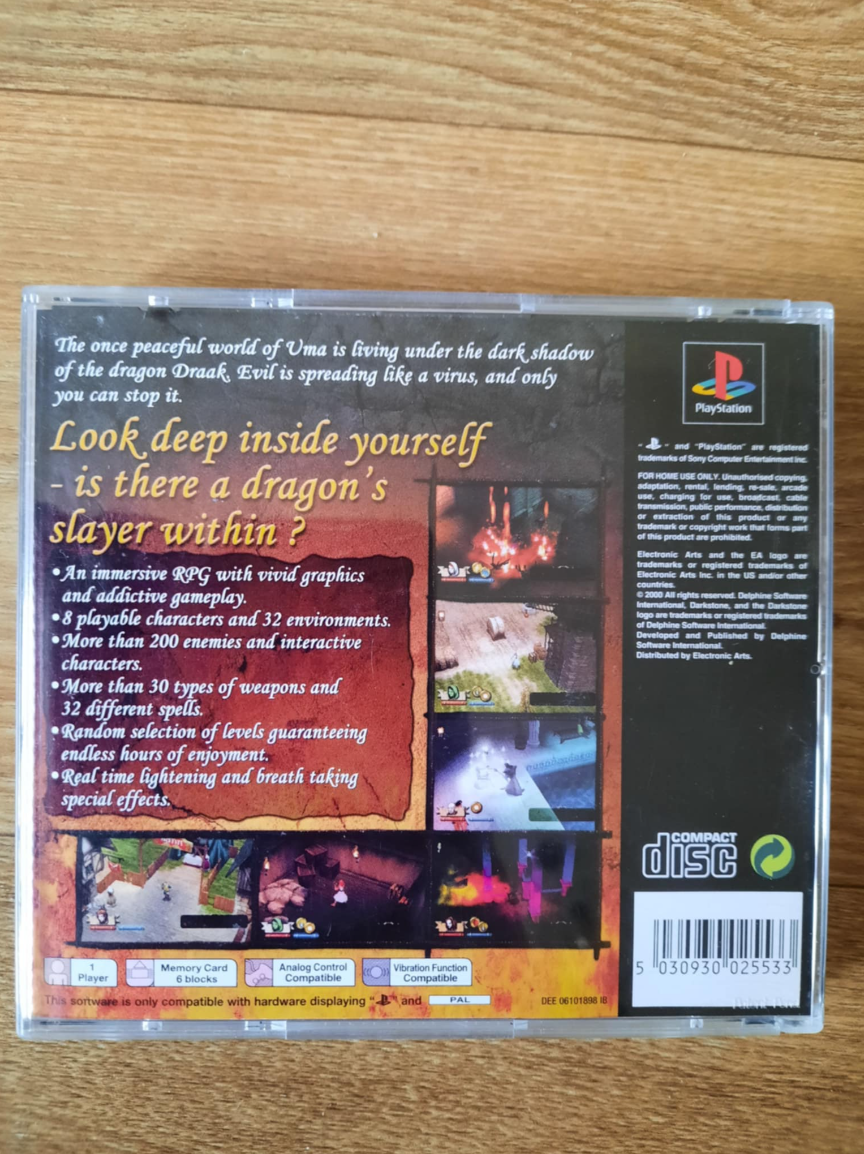 The once peaceful world of Uma is living under the dark shadow
of the dragon Draak. Evil is spreading like a virus, and only
you can stop it.
Look deep inside yourself
- is there a dragon's
slayer within ?
•An immersive RPG with vivid graphics
and addictive gameplay.
•8 playable characters and 32 environments.
•More than 200 enemies and interactive
characters.
•More than 30 types of weapons and
32 different spells.
•Random selection of levels guaranteeing
endless hours of enjoyment.
•Real time lightening and breath taking
special effects.
1
Player
Memory Card
6 blocks
Analog Control
Compatible
Vibration Function
Compatible
This software is only compatible with hardware displaying " " and PAL
DEE 06101898 IB
PlayStation
" " and "PlayStation" are registered
trademarks of Sony Computer Entertainment Inc.
FOR HOME USE ONLY. Unauthorised copying,
adaptation, rental, lending, re-sale, arcade
use, charging for use, broadcast, cable
transmission, public performance, distribution
or extraction of this product or any
trademark or copyright work that forms part
of this product are prohibited.
Electronic Arts and the EA logo are
trademarks or registered trademarks of
Electronic Arts Inc. in the US and/or other
countries.
© 2000 All rights reserved. Delphine Software
International, Darkstone, and the Darkstone
logo are trademarks or registered trademarks
of Delphine Software International.
Developed and Published by Delphine
Software International.
Distributed by Electronic Arts.
COMPACT
disc
5 030930 025533